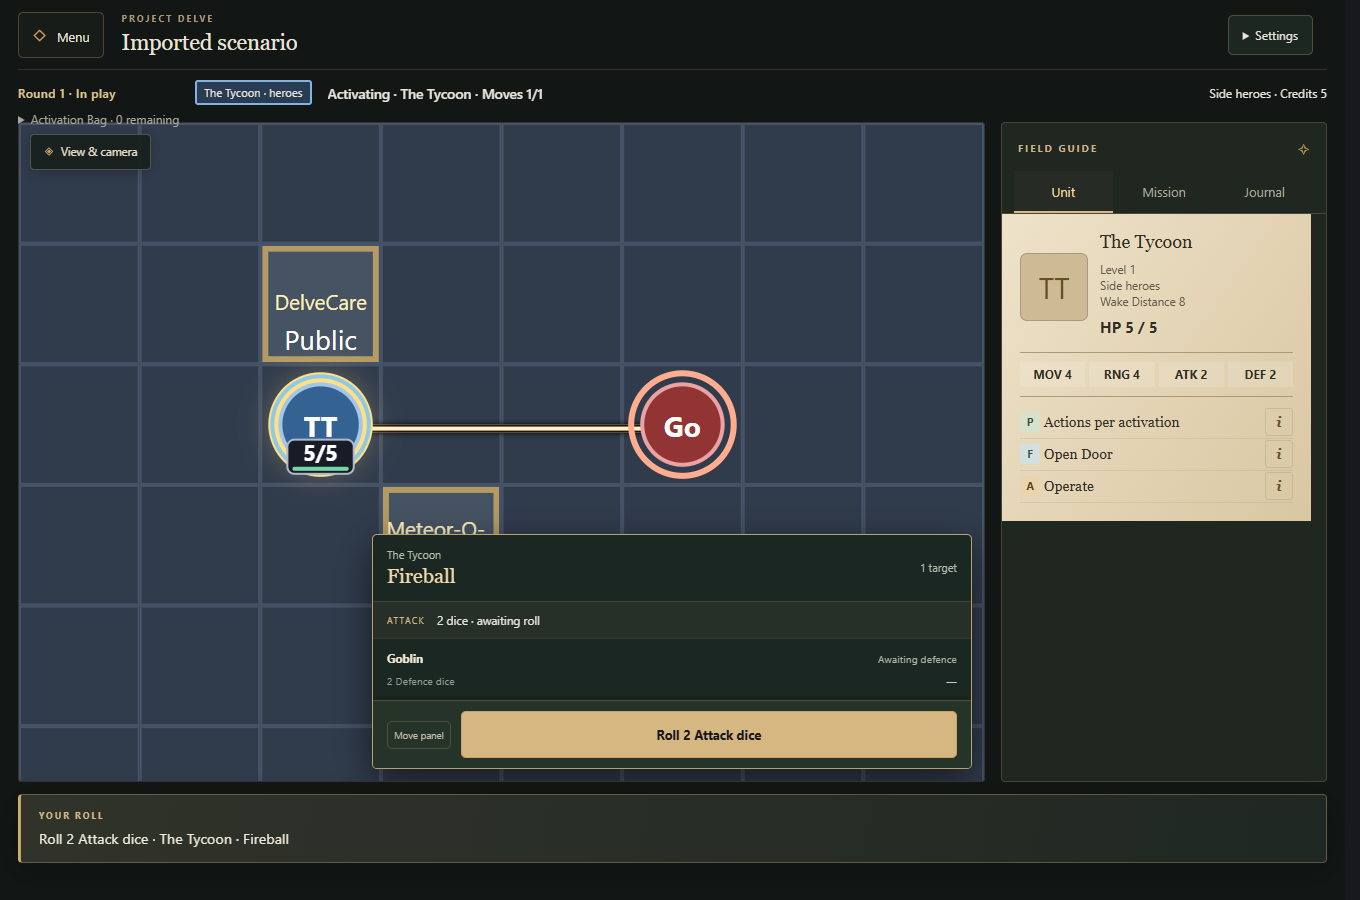 Menu
PROJECT DELVE
Imported scenario
Settings
Round 1 · In play
The Tycoon · heroes
Activating · The Tycoon · Moves 1/1
Side heroes · Credits 5
Activation Bag · 0 remaining
View & camera
DelveCare
Public
TT
5/5
Go
Meteor-O-
The Tycoon
Fireball
1 target
ATTACK 2 dice · awaiting roll
Goblin
Awaiting defence
2 Defence dice
—
Move panel
Roll 2 Attack dice
FIELD GUIDE
Unit
Mission
Journal
TT
The Tycoon
Level 1
Side heroes
Wake Distance 8
HP 5 / 5
MOV 4
RNG 4
ATK 2
DEF 2
P Actions per activation i
F Open Door i
A Operate i
YOUR ROLL
Roll 2 Attack dice · The Tycoon · Fireball